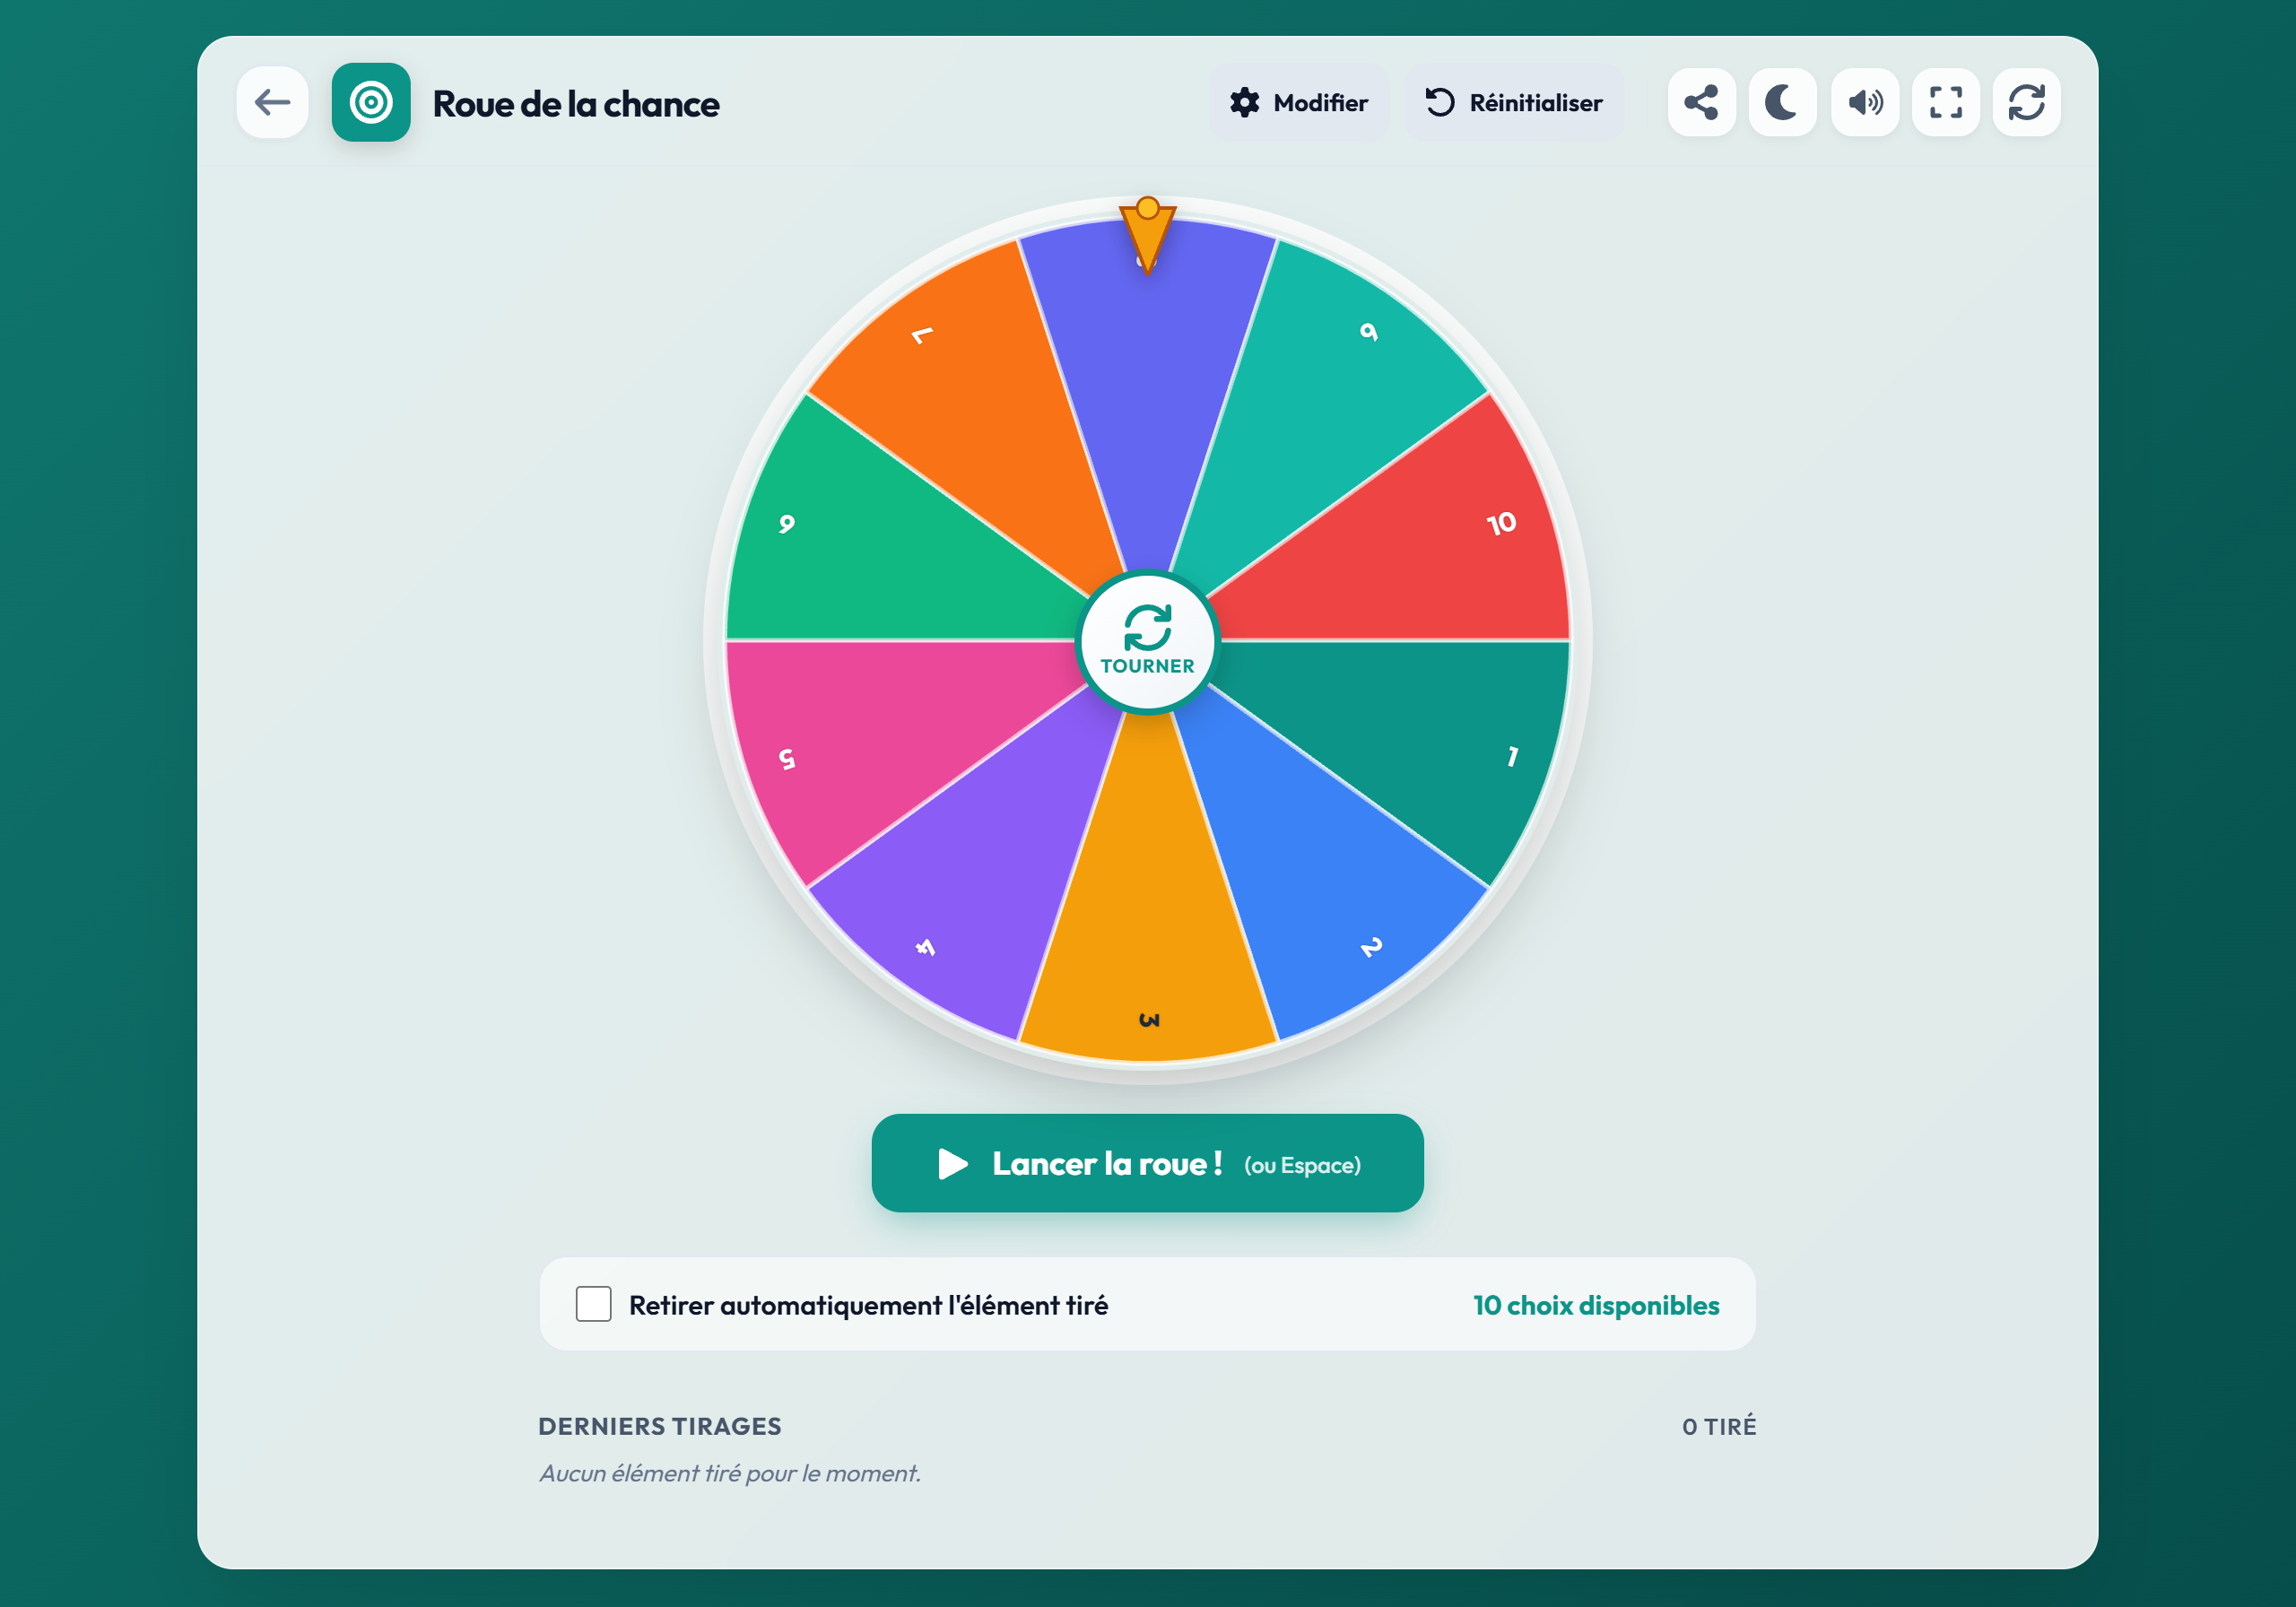 Roue de la chance
Modifier
Réinitialiser
7
9
6
10
TOURNER
5
1
4
2
3
Lancer la roue ! (ou Espace)
Retirer automatiquement l'élément tiré
10 choix disponibles
DERNIERS TIRAGES
0 TIRÉ
Aucun élément tiré pour le moment.